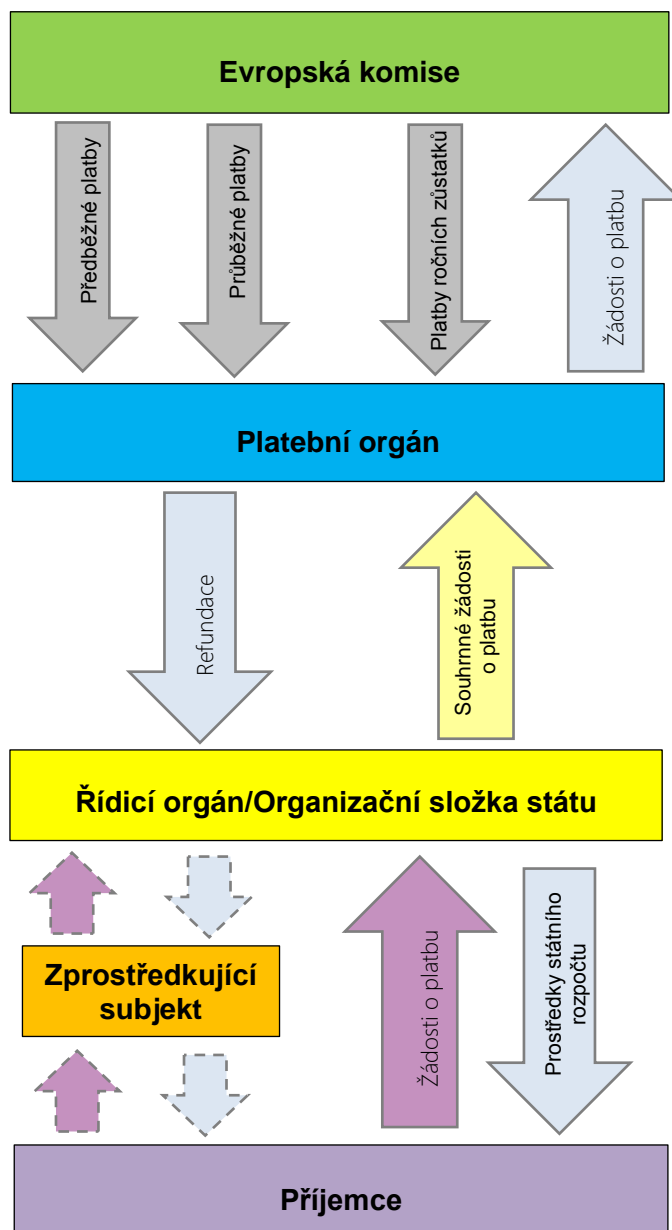 Evropská komise
Předběžné platby
Průběžné platby
Platby ročních zůstatků
Žádosti o platbu
Platební orgán
Refundace
Souhrnné žádosti
o platbu
Řídicí orgán/Organizační složka státu
Zprostředkující
subjekt
Žádosti o platbu
Prostředky státního
rozpočtu
Příjemce